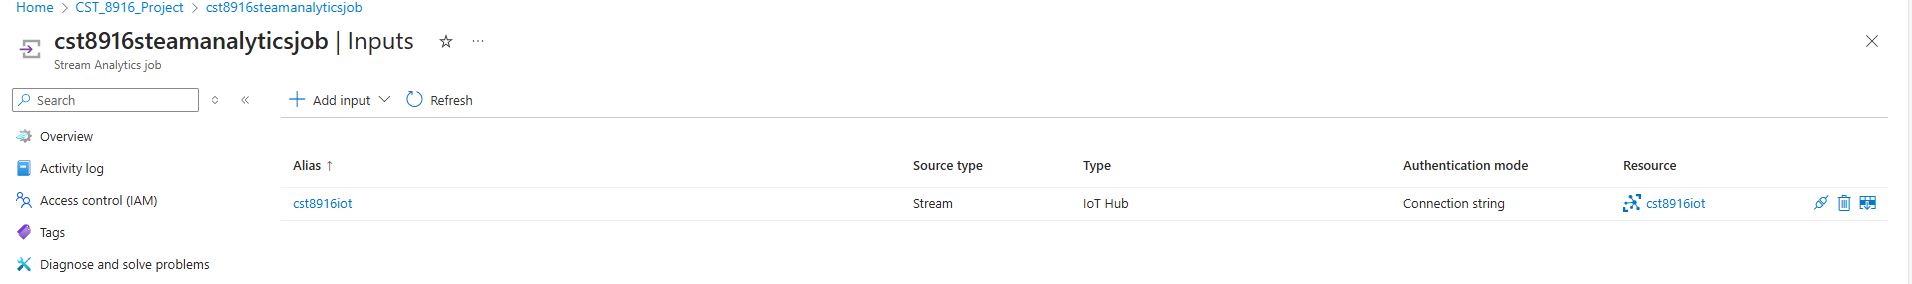 Home > CST_8916_Project > cst8916steamanalyticsjob
cst8916steamanalyticsjob | Inputs
Stream Analytics job
Search
Add input
Refresh
Overview
Activity log
Access control (IAM)
Tags
Diagnose and solve problems
Alias ↑ Source type Type Authentication mode Resource
cst8916iot Stream IoT Hub Connection string cst8916iot